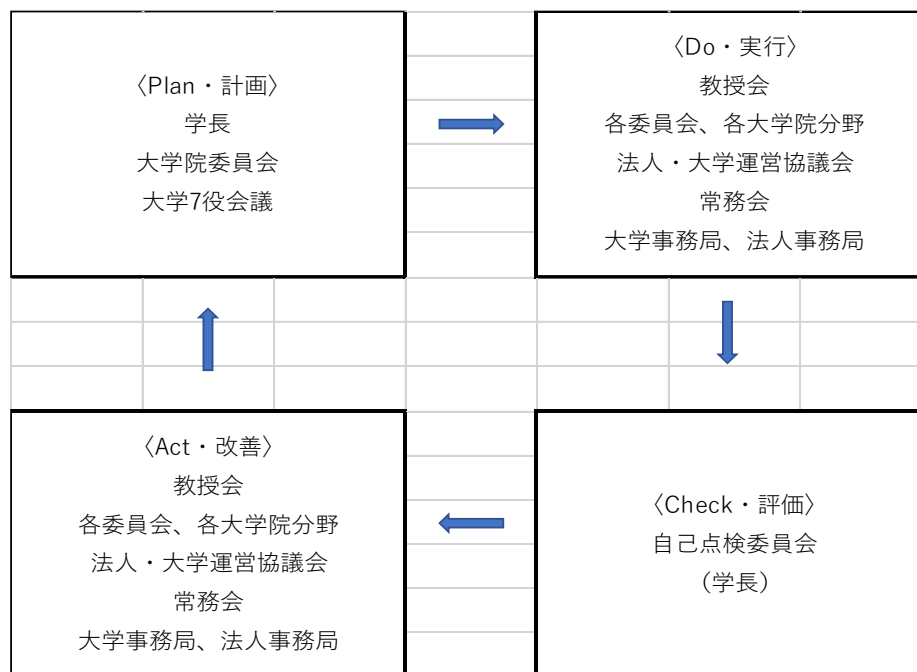 〈Plan・計画〉
学長
大学院委員会
大学7役会議
〈Do・実行〉
教授会
各委員会、各大学院分野
法人・大学運営協議会
常務会
大学事務局、法人事務局
〈Act・改善〉
教授会
各委員会、各大学院分野
法人・大学運営協議会
常務会
大学事務局、法人事務局
〈Check・評価〉
自己点検委員会
(学長)